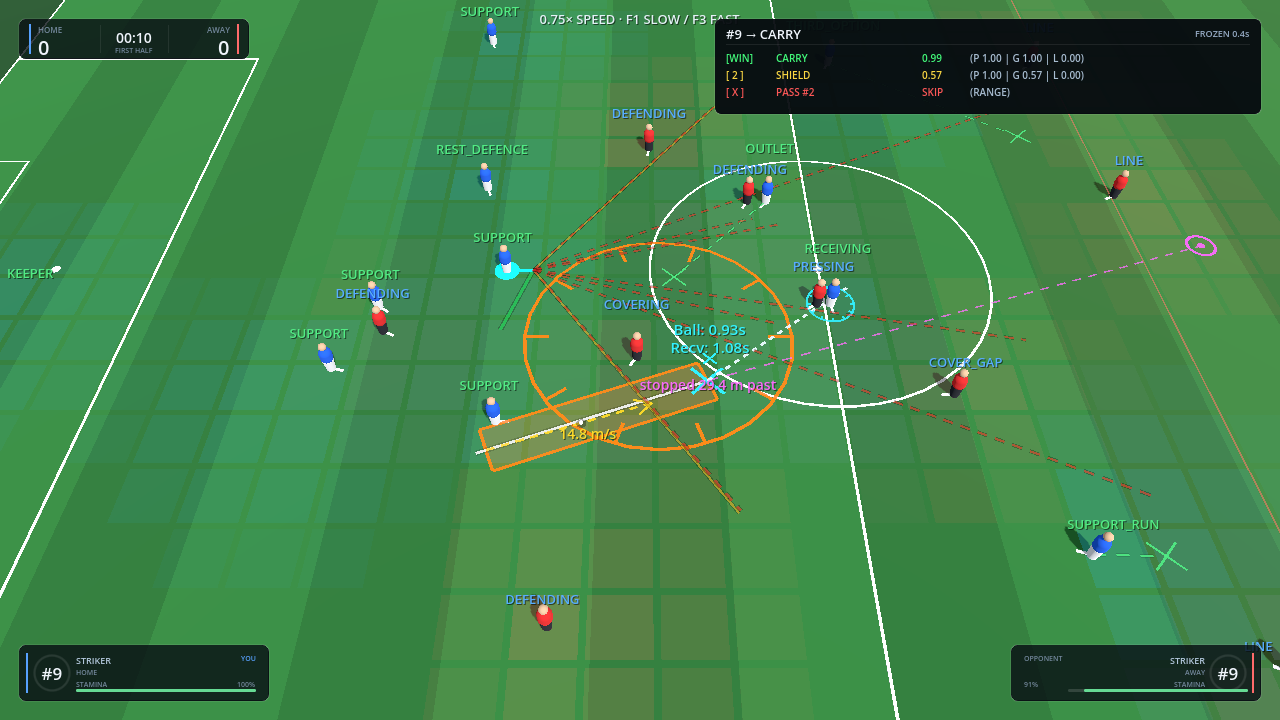 SUPPORT
0.75× SPEED · F1 SLOW / F3 FAST
HOME
0
00:10
FIRST HALF
AWAY
0
#9 → CARRY
FROZEN 0.4s
[WIN] CARRY 0.99 (P 1.00 | G 1.00 | L 0.00)
[ 2 ] SHIELD 0.57 (P 1.00 | G 0.57 | L 0.00)
[ X ] PASS #2 SKIP (RANGE)
DEFENDING
REST_DEFENCE
OUTLET
DEFENDING
LINE
SUPPORT
RECEIVING
PRESSING
KEEPER
SUPPORT
DEFENDING
COVERING
SUPPORT
Ball: 0.93s
Recv: 1.08s
COVER_GAP
SUPPORT
stopped 29.4 m past
14.8 m/s
SUPPORT_RUN
DEFENDING
LINE
#9
STRIKER
YOU
HOME
STAMINA
100%
OPPONENT
STRIKER
AWAY
91%
STAMINA
#9